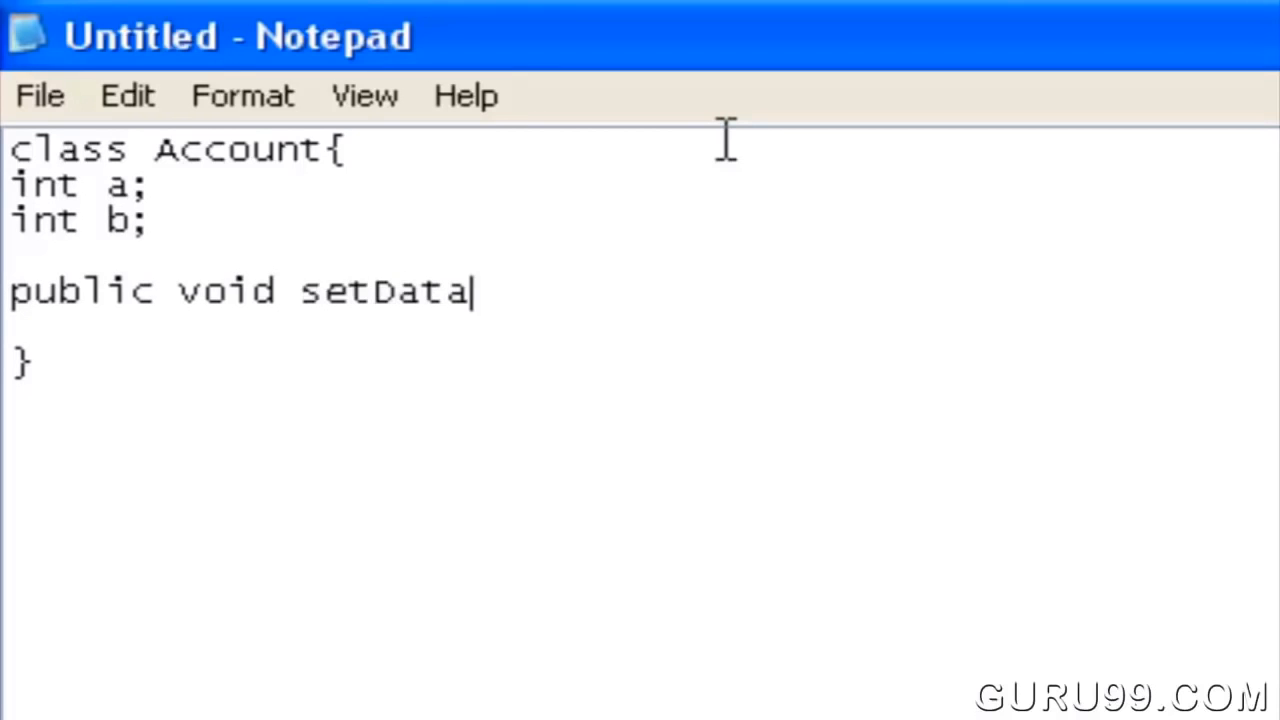 Untitled - Notepad
File Edit Format View Help
class Account{
int a;
int b;
public void setData
}
GURU99.COM